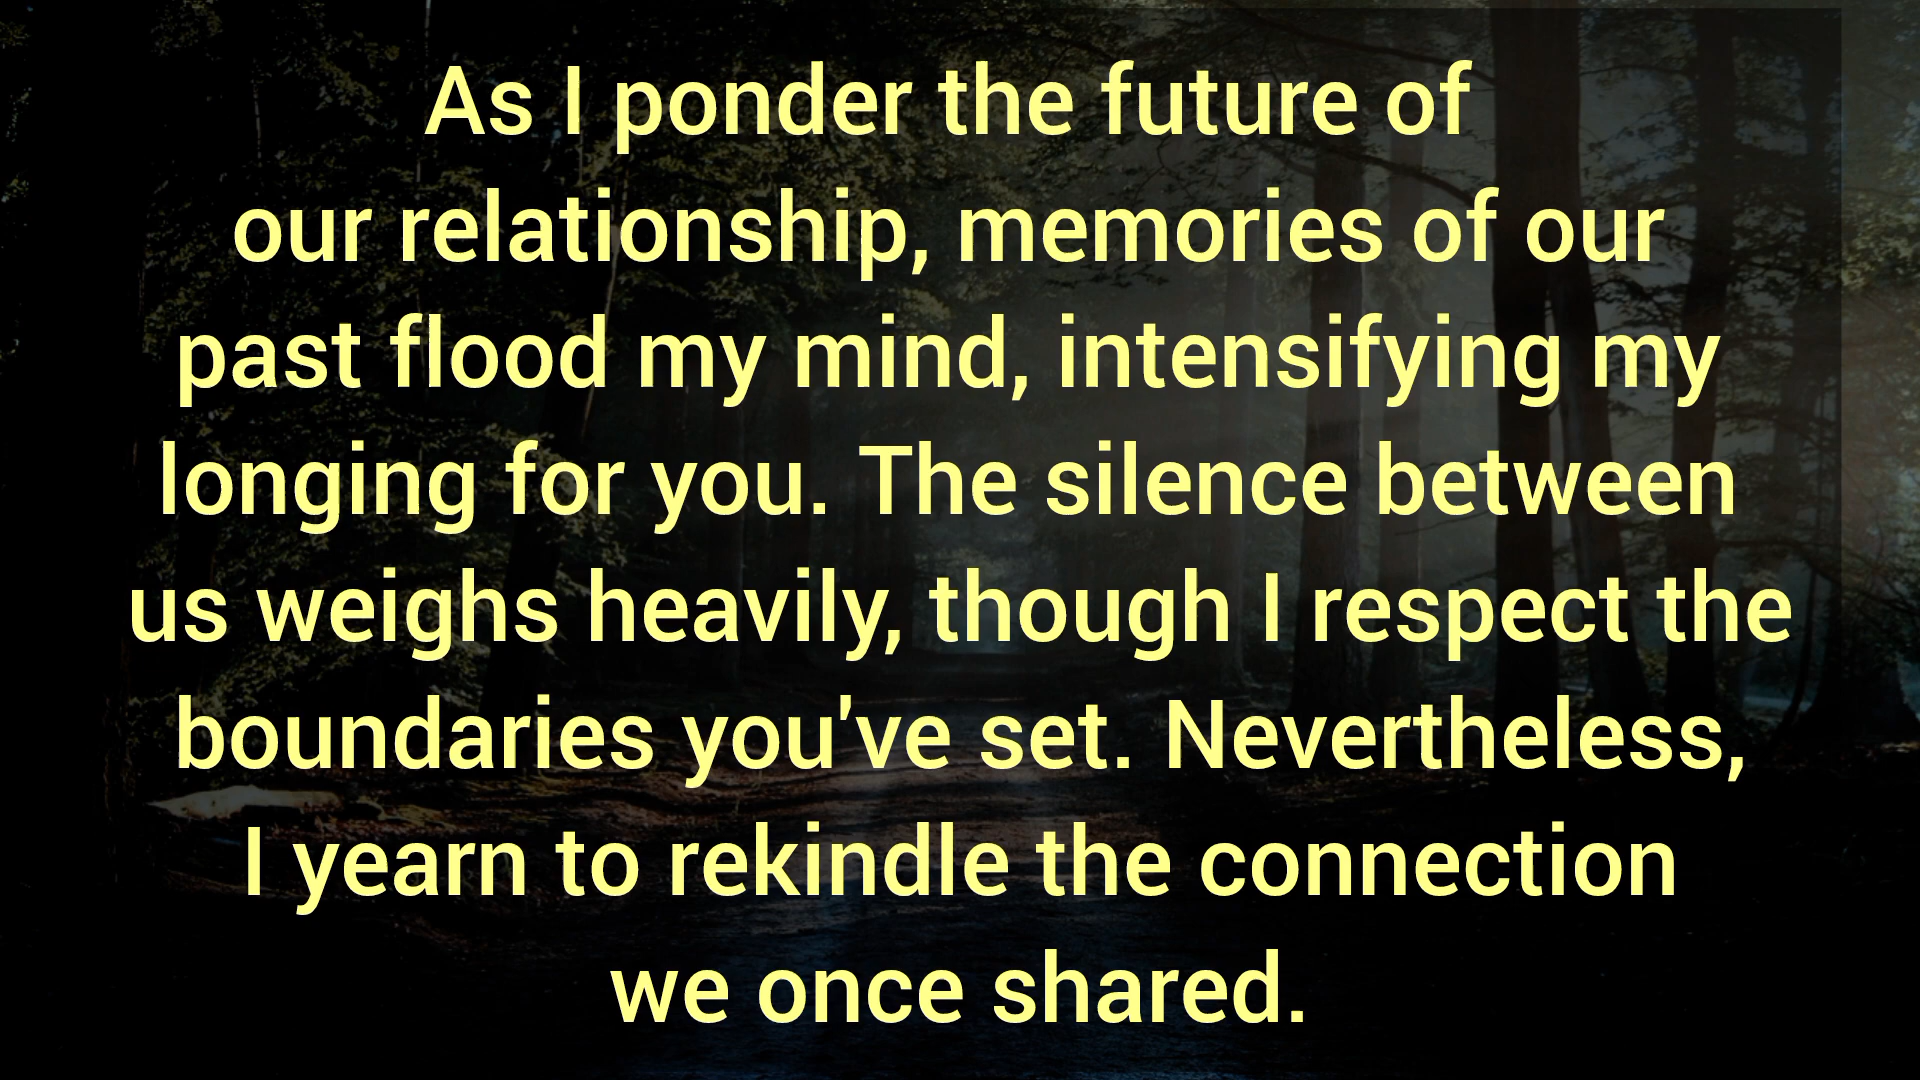 As I ponder the future of
our relationship, memories of our
past flood my mind, intensifying my
longing for you. The silence between
us weighs heavily, though I respect the
boundaries you've set. Nevertheless,
I yearn to rekindle the connection
we once shared.